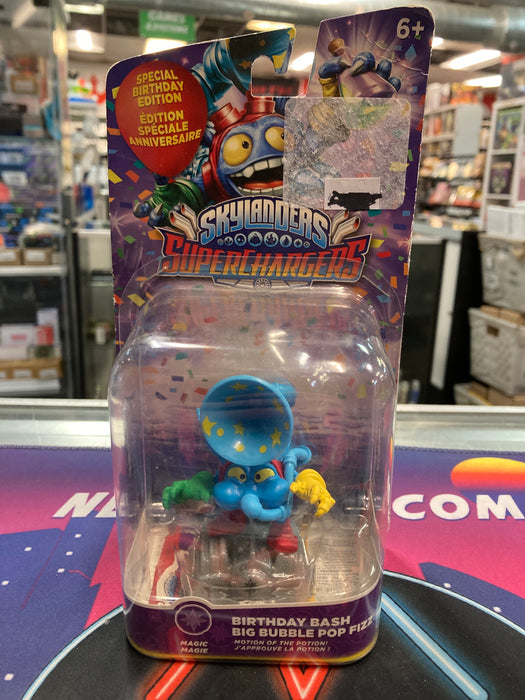 GAMES
6+
SPECIAL
BIRTHDAY
EDITION
ÉDITION
SPÉCIALE
ANNIVERSAIRE
SKYLANDERS
SUPERCHARGERS
COM
BIRTHDAY BASH
BIG BUBBLE POP FIZZ
MAGIC
MAGIE
MOTION OF THE POTION!
J'APPROUVE LA POTION !